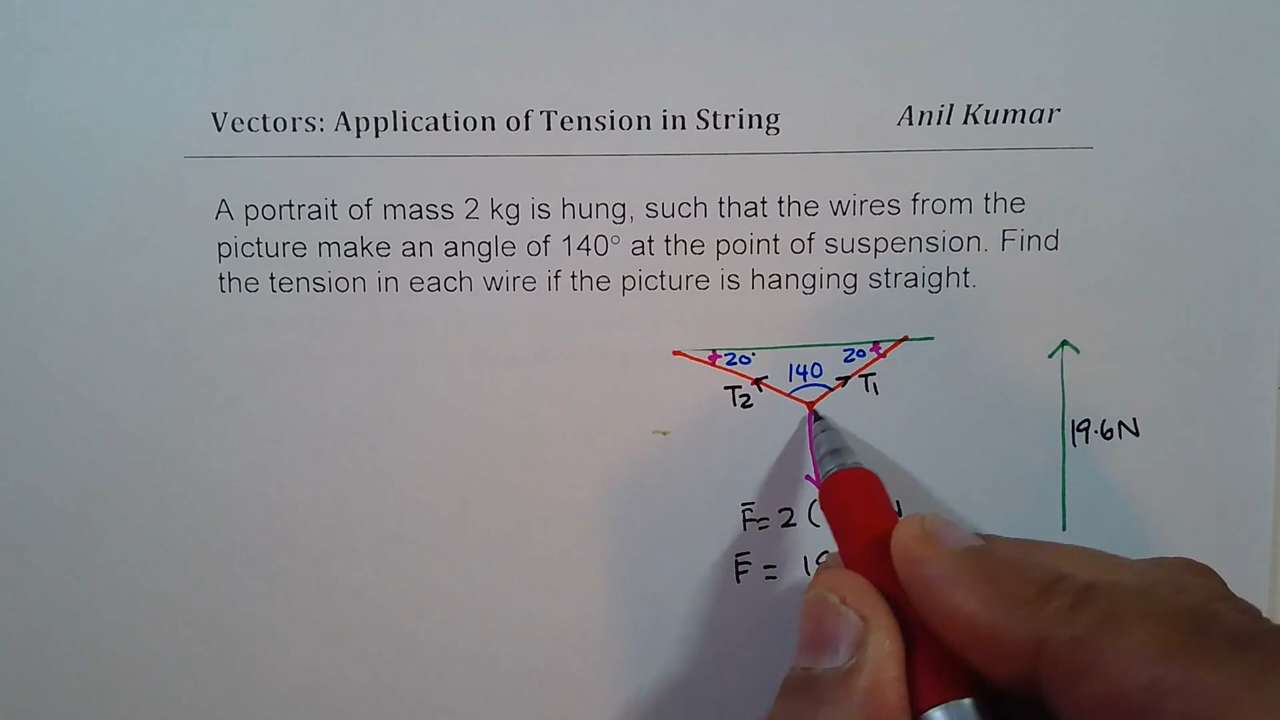 Vectors: Application of Tension in String Anil Kumar
A portrait of mass 2 kg is hung, such that the wires from the
picture make an angle of 140° at the point of suspension. Find
the tension in each wire if the picture is hanging straight.
20° 140 20
T2 T1
19.6N
F̄ = 2 (
F̄ =